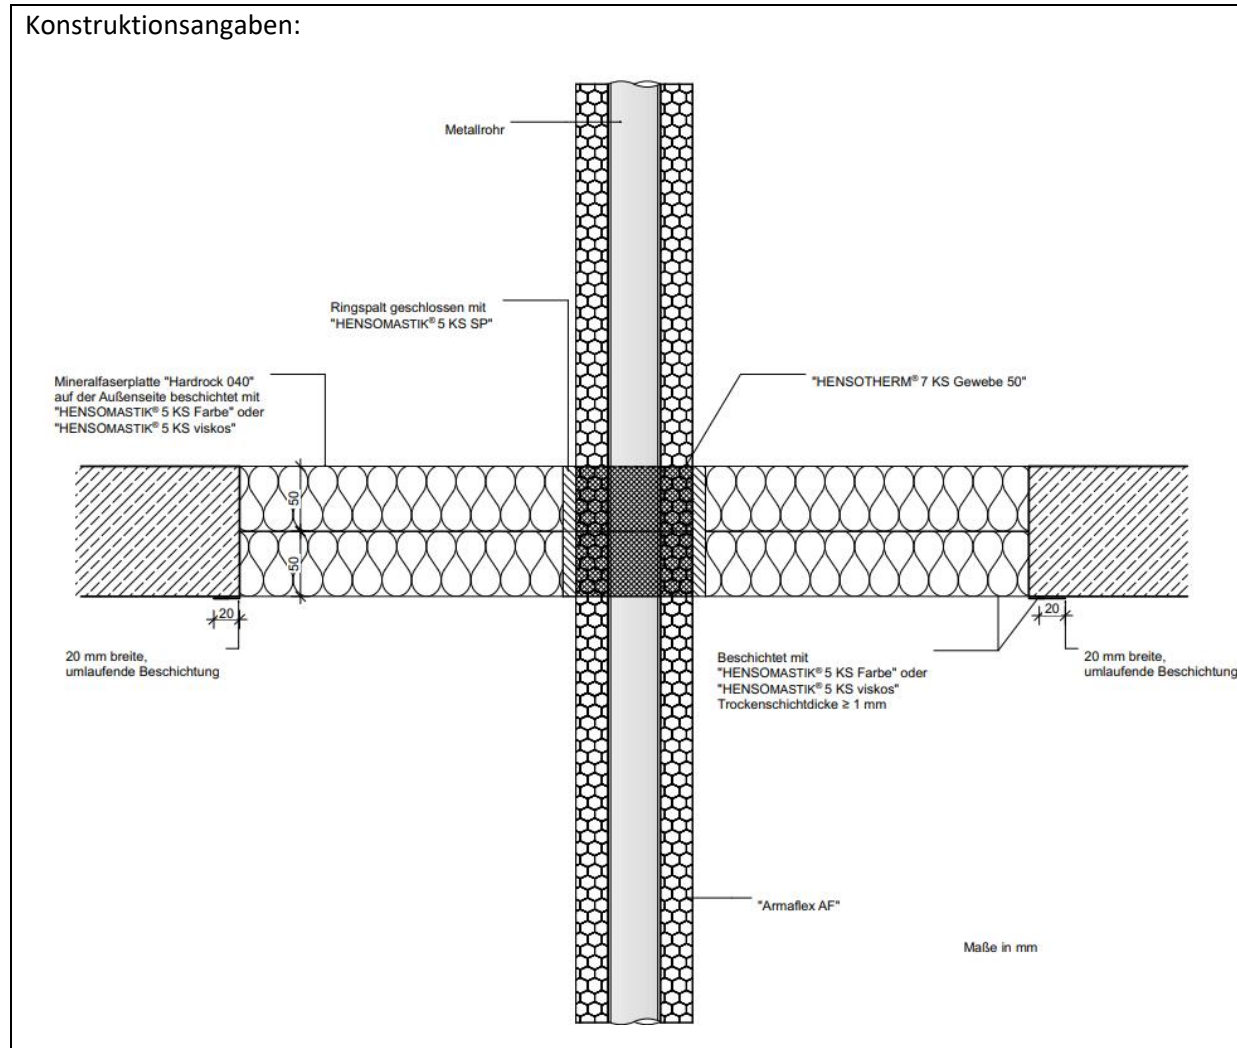 Konstruktionsangaben:
Metallrohr
Ringspalt geschlossen mit
"HENSOMASTIK® 5 KS SP"
Mineralfaserplatte "Hardrock 040"
auf der Außenseite beschichtet mit
"HENSOMASTIK® 5 KS Farbe" oder
"HENSOMASTIK® 5 KS viskos"
"HENSOTHERM® 7 KS Gewebe 50"
50
50
20
20
20 mm breite,
umlaufende Beschichtung
Beschichtet mit
"HENSOMASTIK® 5 KS Farbe" oder
"HENSOMASTIK® 5 KS viskos"
Trockenschichtdicke ≥ 1 mm
20 mm breite,
umlaufende Beschichtung
"Armaflex AF"
Maße in mm